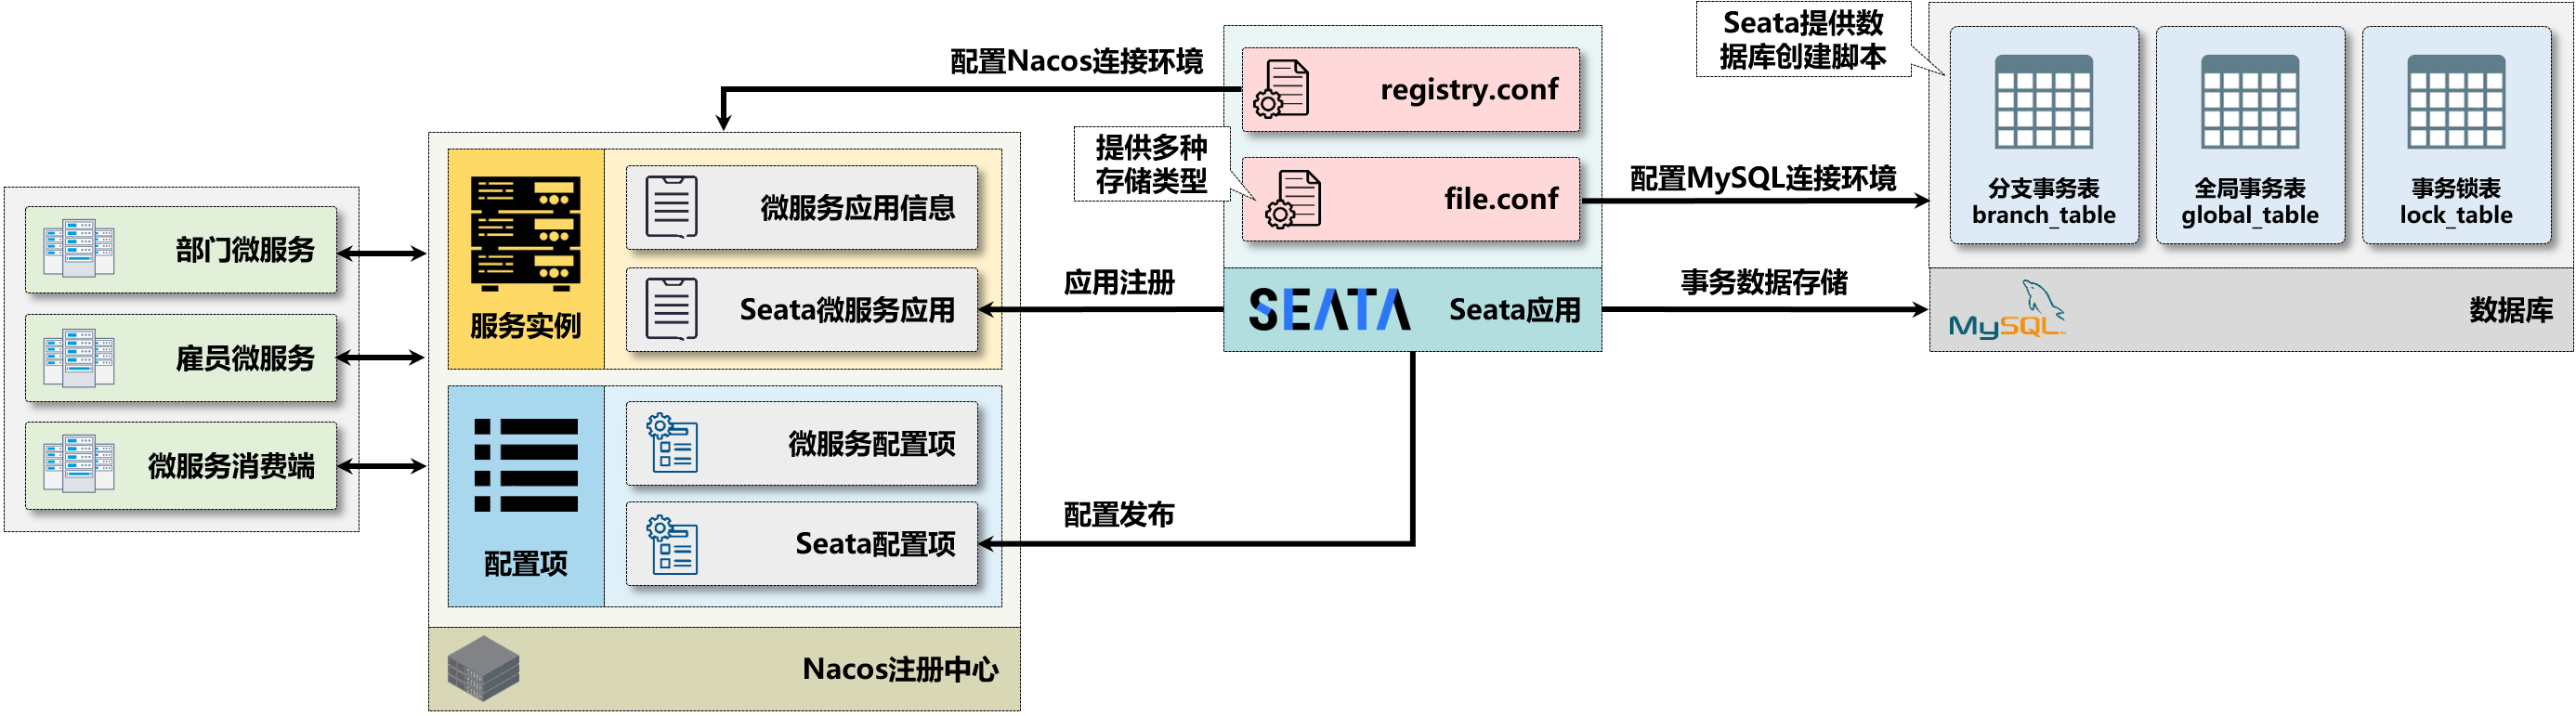 部门微服务
雇员微服务
微服务消费端
配置Nacos连接环境
服务实例
微服务应用信息
Seata微服务应用
配置项
微服务配置项
Seata配置项
Nacos注册中心
提供多种
存储类型
应用注册
配置发布
registry.conf
file.conf
SEATA
Seata应用
配置MySQL连接环境
事务数据存储
Seata提供数
据库创建脚本
分支事务表
branch_table
全局事务表
global_table
事务锁表
lock_table
MySQL
数据库